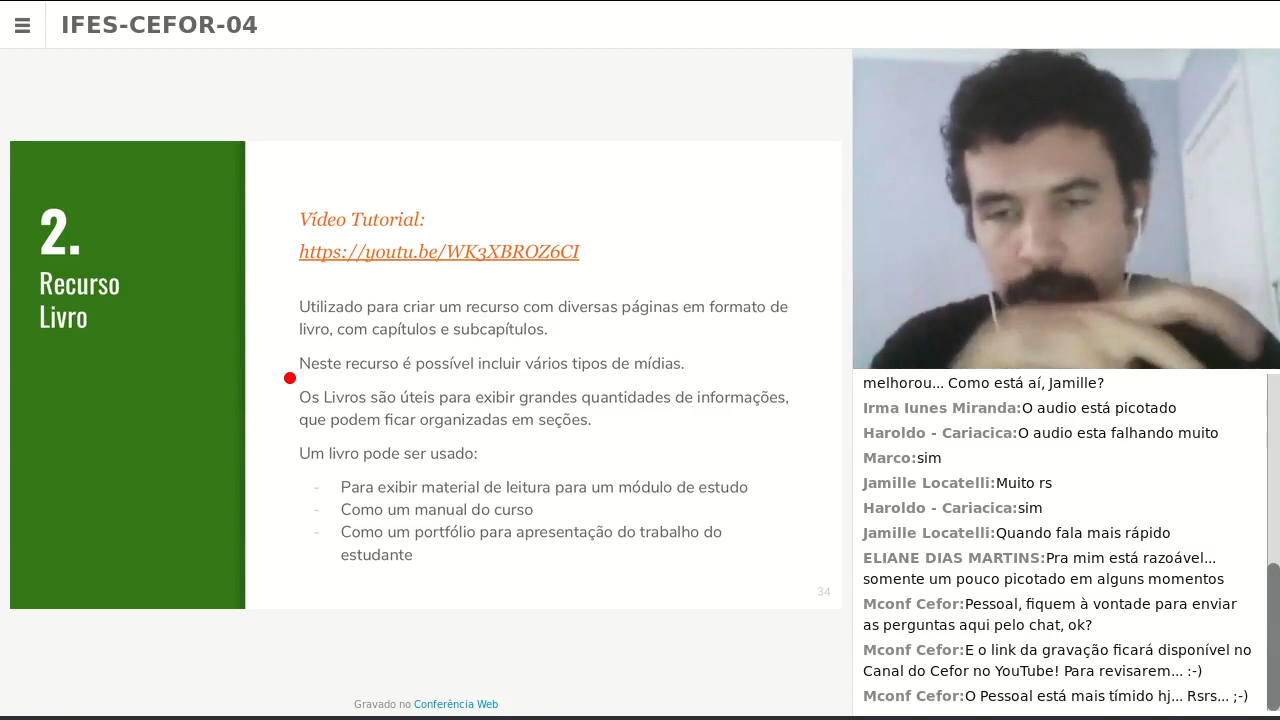 IFES-CEFOR-04
2.
Recurso
Livro
Vídeo Tutorial:
https://youtu.be/WK3XBROZ6CI
Utilizado para criar um recurso com diversas páginas em formato de
livro, com capítulos e subcapítulos.
Neste recurso é possível incluir vários tipos de mídias.
Os Livros são úteis para exibir grandes quantidades de informações,
que podem ficar organizadas em seções.
Um livro pode ser usado:
- Para exibir material de leitura para um módulo de estudo
- Como um manual do curso
- Como um portfólio para apresentação do trabalho do
estudante
34
Gravado no Conferência Web
melhorou... Como está aí, Jamille?
Irma Iunes Miranda:O audio está picotado
Haroldo - Cariacica:O audio esta falhando muito
Marco:sim
Jamille Locatelli:Muito rs
Haroldo - Cariacica:sim
Jamille Locatelli:Quando fala mais rápido
ELIANE DIAS MARTINS:Pra mim está razoável...
somente um pouco picotado em alguns momentos
Mconf Cefor:Pessoal, fiquem à vontade para enviar
as perguntas aqui pelo chat, ok?
Mconf Cefor:E o link da gravação ficará disponível no
Canal do Cefor no YouTube! Para revisarem... :-)
Mconf Cefor:O Pessoal está mais tímido hj... Rsrs... ;-)